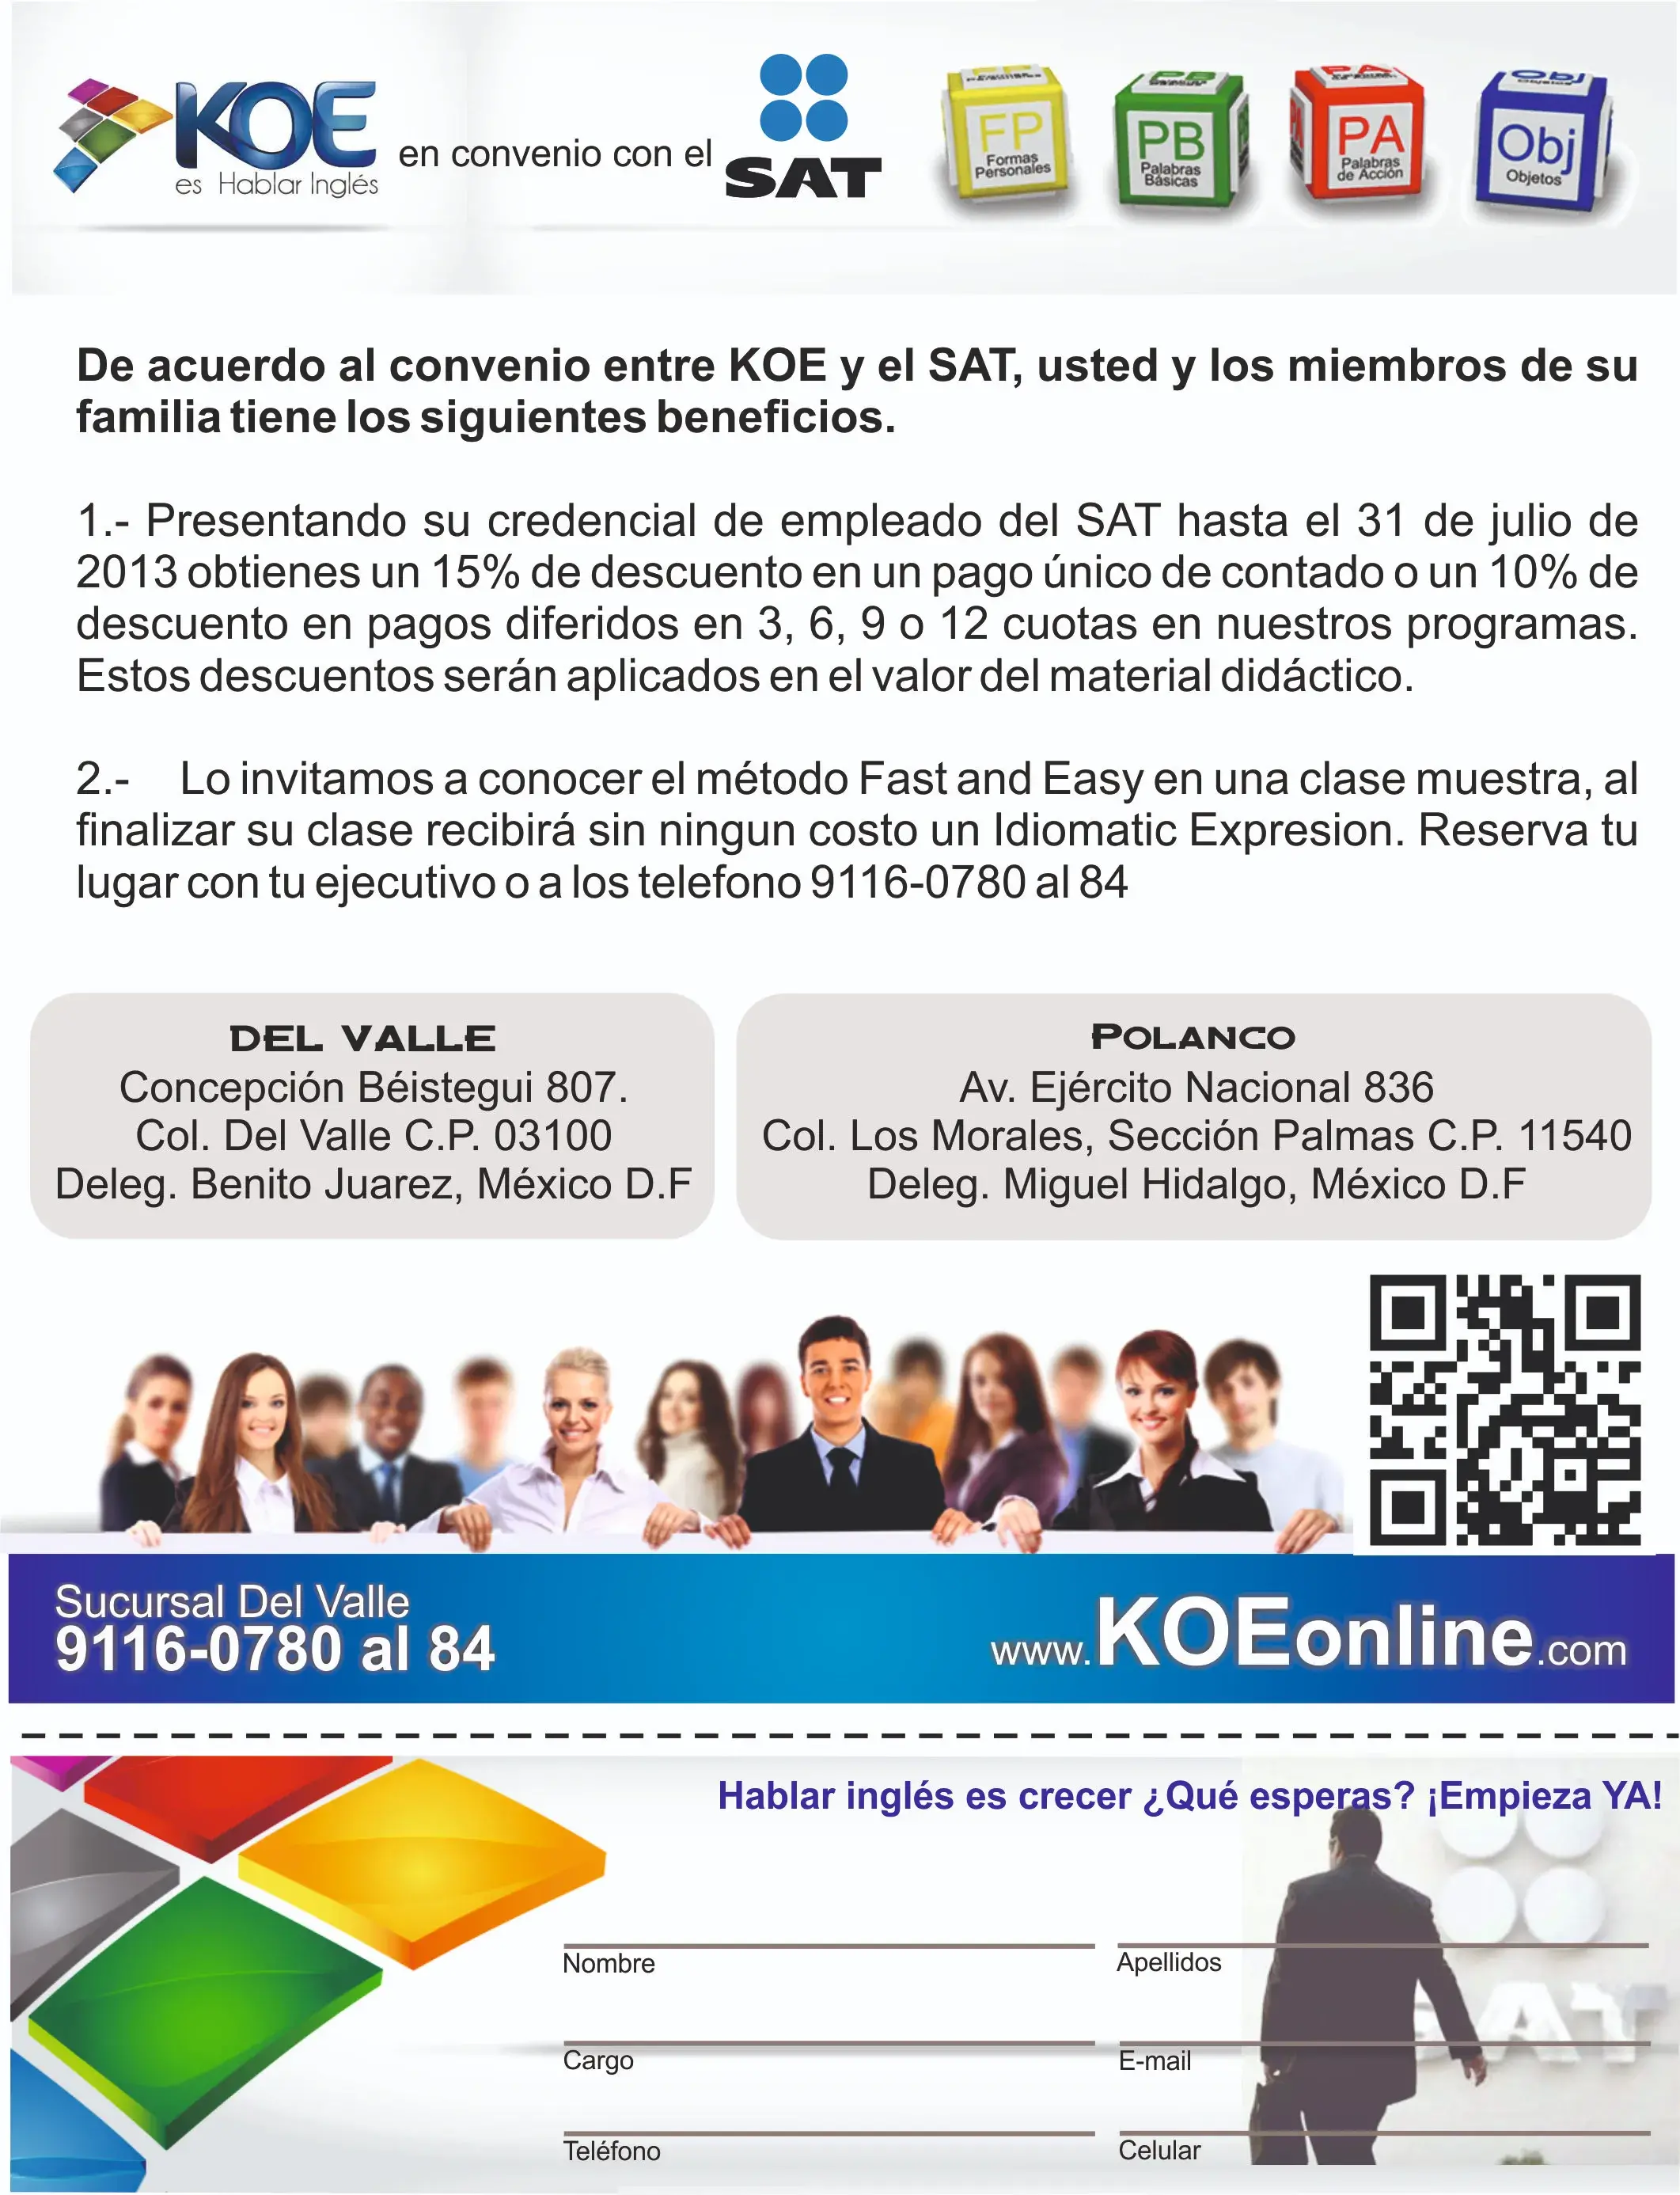 KOE
es Hablar Inglés
en convenio con el
SAT
FP
Formas
Personales
PB
Palabras
Básicas
PA
Palabras
de Acción
Obj
Objetos
De acuerdo al convenio entre KOE y el SAT, usted y los miembros de su
familia tiene los siguientes beneficios.
1.- Presentando su credencial de empleado del SAT hasta el 31 de julio de
2013 obtienes un 15% de descuento en un pago único de contado o un 10% de
descuento en pagos diferidos en 3, 6, 9 o 12 cuotas en nuestros programas.
Estos descuentos serán aplicados en el valor del material didáctico.
2.- Lo invitamos a conocer el método Fast and Easy en una clase muestra, al
finalizar su clase recibirá sin ningun costo un Idiomatic Expresion. Reserva tu
lugar con tu ejecutivo o a los telefono 9116-0780 al 84
DEL VALLE
Concepción Béistegui 807.
Col. Del Valle C.P. 03100
Deleg. Benito Juarez, México D.F
POLANCO
Av. Ejército Nacional 836
Col. Los Morales, Sección Palmas C.P. 11540
Deleg. Miguel Hidalgo, México D.F
Sucursal Del Valle
9116-0780 al 84
www.KOEonline.com
Hablar inglés es crecer ¿Qué esperas? ¡Empieza YA!
Nombre
Apellidos
Cargo
E-mail
Teléfono
Celular